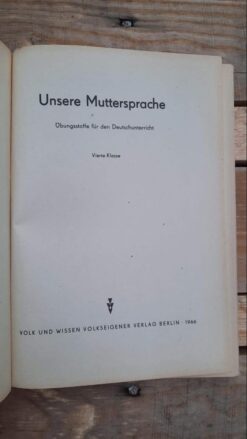 Unsere Muttersprache
Übungsstoffe für den Deutschunterricht
Vierte Klasse
VOLK UND WISSEN VOLKSEIGENER VERLAG BERLIN · 1966